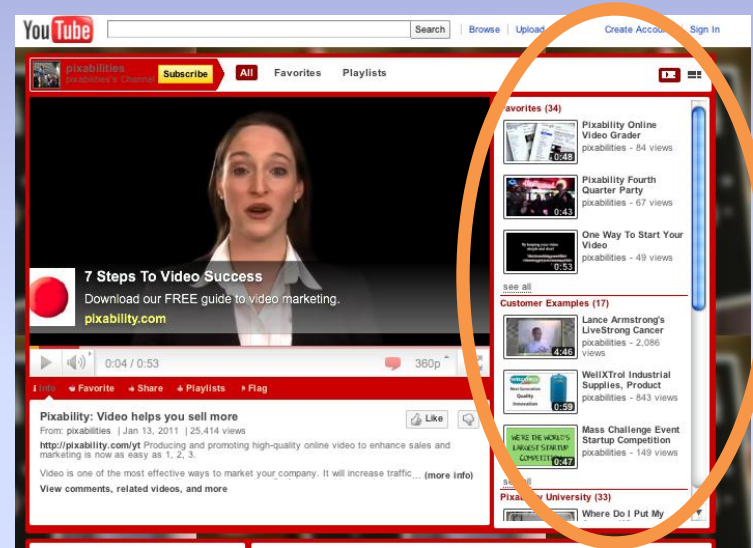 YouTube
Search
Browse
Upload
Create Accou
Sign In
pixabilities
pixabilities's Channel
Subscribe
All
Favorites
Playlists
7 Steps To Video Success
Download our FREE guide to video marketing.
pixability.com
0:04 / 0:53
360p
Info
Favorite
Share
Playlists
Flag
Pixability: Video helps you sell more
From: pixabilities | Jan 13, 2011 | 25,414 views
Like
http://pixability.com/yt Producing and promoting high-quality online video to enhance sales and
marketing is now as easy as 1, 2, 3.
Video is one of the most effective ways to market your company. It will increase traffic... (more info)
View comments, related videos, and more
Favorites (34)
0:48
Pixability Online
Video Grader
pixabilities - 84 views
0:43
Pixability Fourth
Quarter Party
pixabilities - 67 views
0:53
One Way To Start Your
Video
pixabilities - 49 views
see all
Customer Examples (17)
4:46
Lance Armstrong's
LiveStrong Cancer
pixabilities - 2,086
views
0:59
WellXTrol Industrial
Supplies, Product
pixabilities - 843 views
WE'RE THE WORLD'S
LARGEST STARTUP
0:47
Mass Challenge Event
Startup Competition
pixabilities - 149 views
see all
Pixability University (33)
Where Do I Put My